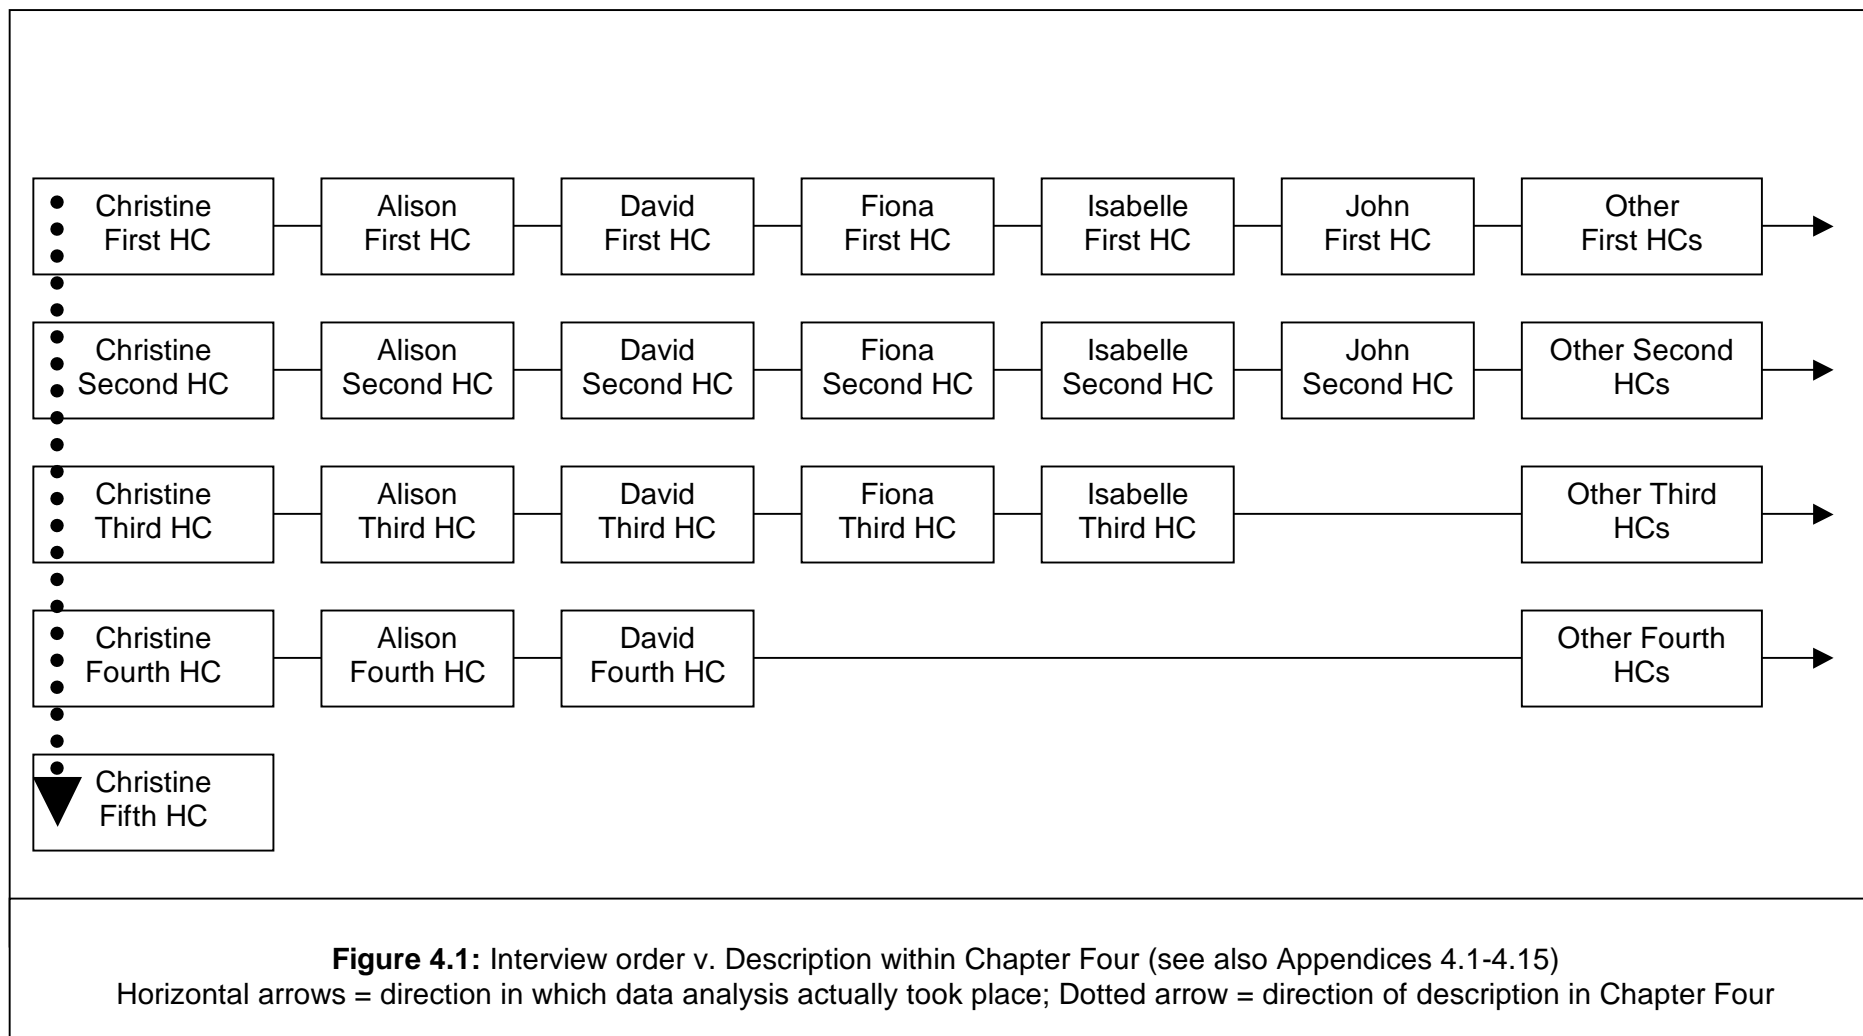 Christine
First HC
Alison
First HC
David
First HC
Fiona
First HC
Isabelle
First HC
John
First HC
Other
First HCs
Christine
Second HC
Alison
Second HC
David
Second HC
Fiona
Second HC
Isabelle
Second HC
John
Second HC
Other Second
HCs
Christine
Third HC
Alison
Third HC
David
Third HC
Fiona
Third HC
Isabelle
Third HC
Other Third
HCs
Christine
Fourth HC
Alison
Fourth HC
David
Fourth HC
Other Fourth
HCs
Christine
Fifth HC
Figure 4.1: Interview order v. Description within Chapter Four (see also Appendices 4.1-4.15)
Horizontal arrows = direction in which data analysis actually took place; Dotted arrow = direction of description in Chapter Four